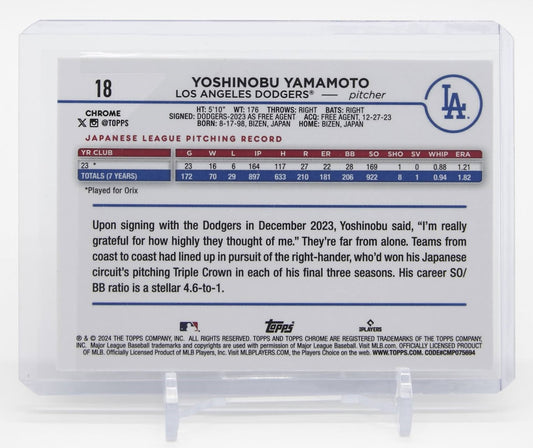 18
YOSHINOBU YAMAMOTO
LOS ANGELES DODGERS® — pitcher
LA
CHROME
@TOPPS
HT: 5'10" WT: 176 THROWS: RIGHT BATS: RIGHT
SIGNED: DODGERS-2023 AS FREE AGENT ACQ: FREE AGENT, 12-27-23
BORN: 8-17-98, BIZEN, JAPAN HOME: BIZEN, JAPAN
JAPANESE LEAGUE PITCHING RECORD
YR CLUB G W L IP H R ER BB SO SHO SV WHIP ERA
23 * 23 16 6 164 117 27 22 28 169 1 0 0.88 1.21
TOTALS (7 YEARS) 172 70 29 897 633 210 181 206 922 8 1 0.94 1.82
*Played for Orix
Upon signing with the Dodgers in December 2023, Yoshinobu said, “I’m really
grateful for how highly they thought of me.” They’re far from alone. Teams from
coast to coast had lined up in pursuit of the right-hander, who’d won his Japanese
circuit’s pitching Triple Crown in each of his final three seasons. His career SO/
BB ratio is a stellar 4.6-to-1.
Topps
PLAYERS
® & © 2024 THE TOPPS COMPANY, INC. ALL RIGHTS RESERVED. TOPPS AND TOPPS CHROME ARE REGISTERED TRADEMARKS OF THE TOPPS COMPANY,
INC. Major League Baseball trademarks and copyrights are used with permission of Major League Baseball. Visit MLB.com. OFFICIALLY LICENSED PRODUCT
OF MLB. Officially Licensed Product of MLB Players, Inc. Visit MLBPLAYERS.com, the Players Choice on the web. WWW.TOPPS.COM. CODE#CMP075894